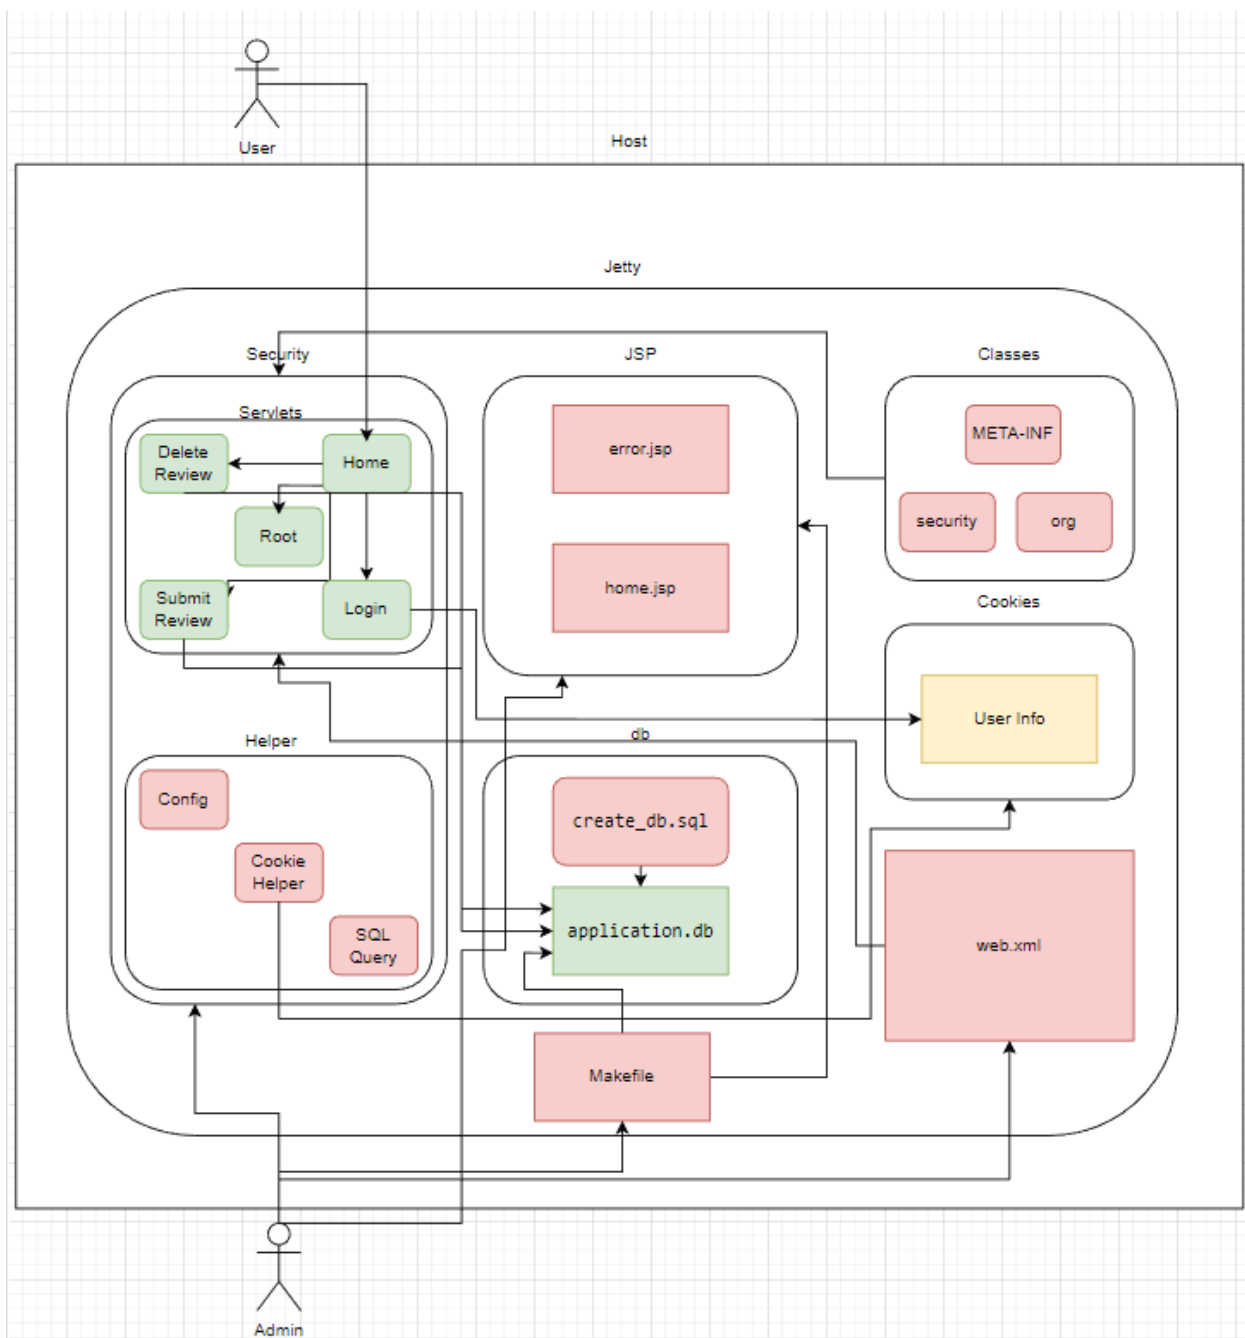 User
Host
Jetty
Security
JSP
Classes
Servlets
Delete
Review
Home
error.jsp
META-INF
Root
security
org
Submit
Review
Login
home.jsp
Cookies
User Info
Helper
db
Config
create_db.sql
Cookie
Helper
SQL
Query
application.db
web.xml
Makefile
Admin